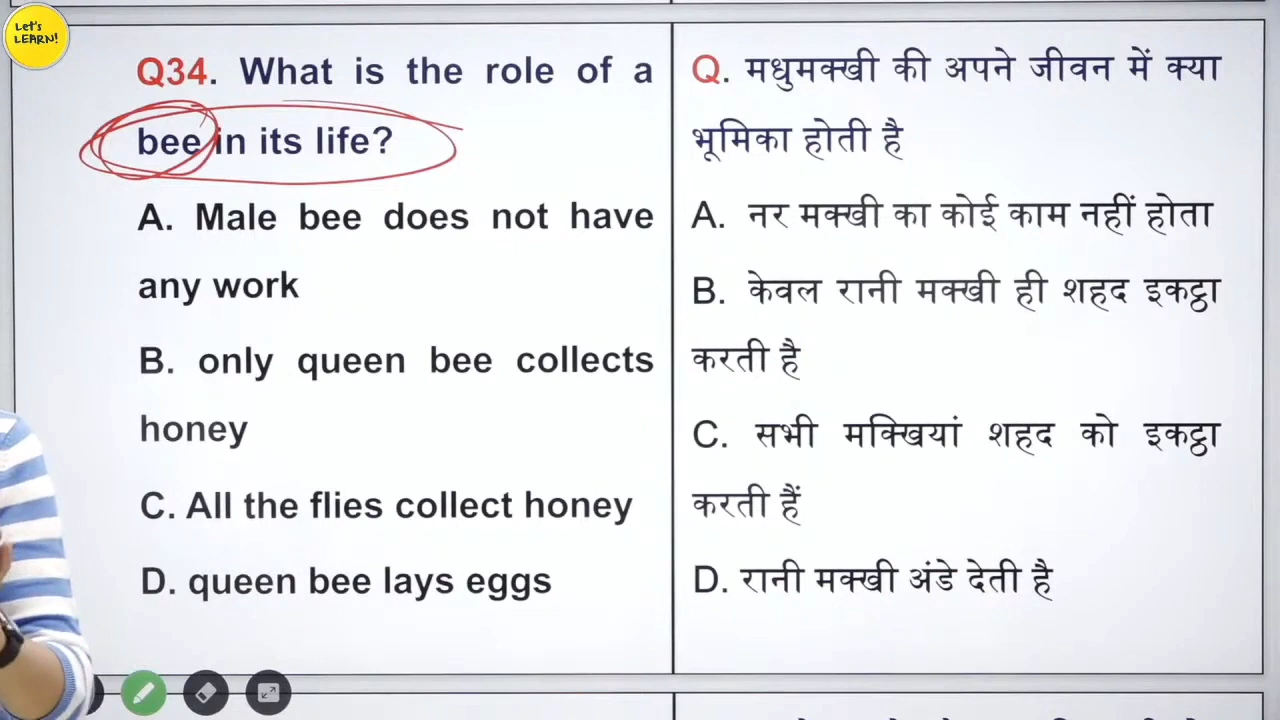 Let's
LEARN!
Q34. What is the role of a
bee in its life?
A. Male bee does not have
any work
B. only queen bee collects
honey
C. All the flies collect honey
D. queen bee lays eggs
Q. मधुमक्खी की अपने जीवन में क्या
भूमिका होती है
A. नर मक्खी का कोई काम नहीं होता
B. केवल रानी मक्खी ही शहद इकट्ठा
करती है
C. सभी मक्खियां शहद को इकट्ठा
करती हैं
D. रानी मक्खी अंडे देती है